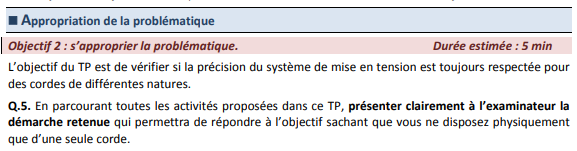 ■ Appropriation de la problématique
Objectif 2 : s’approprier la problématique. Durée estimée : 5 min
L’objectif du TP est de vérifier si la précision du système de mise en tension est toujours respectée pour
des cordes de différentes natures.
Q.5. En parcourant toutes les activités proposées dans ce TP, présenter clairement à l’examinateur la
démarche retenue qui permettra de répondre à l’objectif sachant que vous ne disposez physiquement
que d’une seule corde.